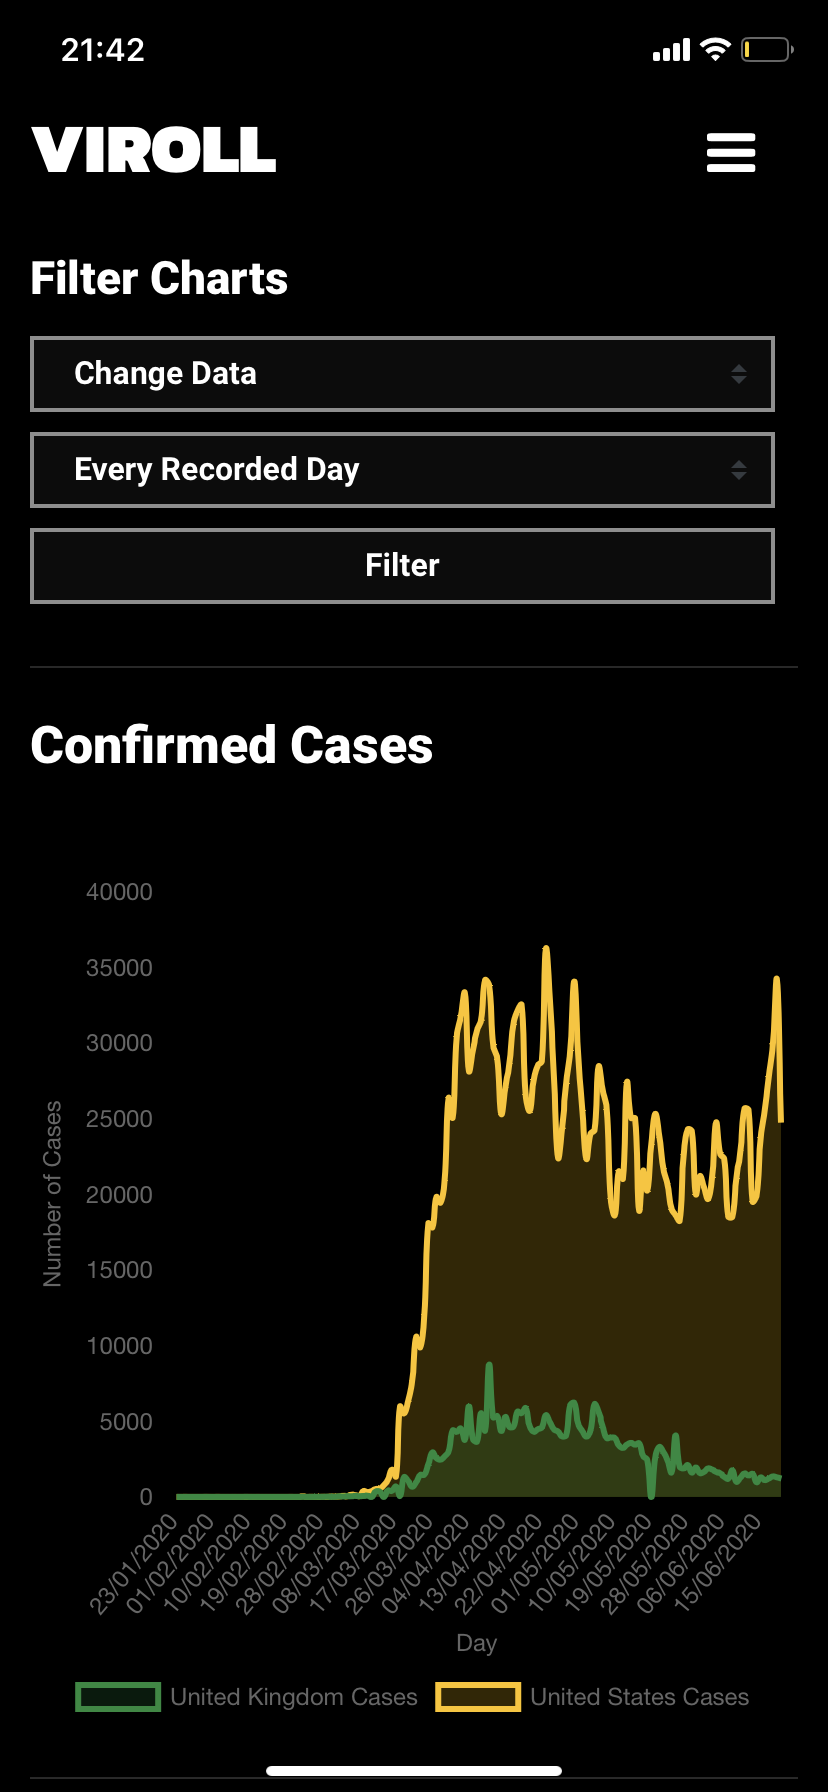 21:42
VIROLL
Filter Charts
Change Data
Every Recorded Day
Filter
Confirmed Cases
40000
35000
30000
25000
20000
15000
10000
5000
0
Number of Cases
23/01/2020
01/02/2020
10/02/2020
19/02/2020
28/02/2020
08/03/2020
17/03/2020
26/03/2020
04/04/2020
13/04/2020
22/04/2020
01/05/2020
10/05/2020
19/05/2020
28/05/2020
06/06/2020
15/06/2020
Day
United Kingdom Cases
United States Cases